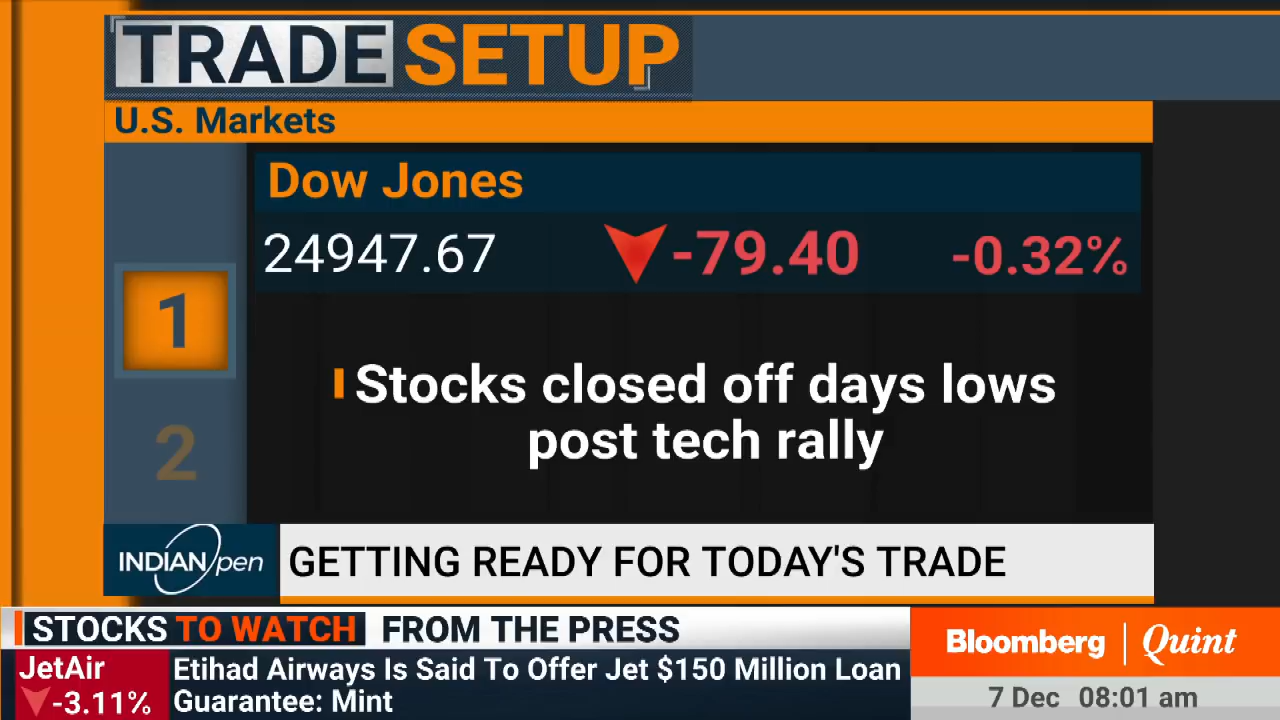 TRADE SETUP
U.S. Markets
Dow Jones
24947.67 -79.40 -0.32%
1
Stocks closed off days lows
post tech rally
2
INDIAN Open GETTING READY FOR TODAY'S TRADE
STOCKS TO WATCH FROM THE PRESS
Bloomberg | Quint
JetAir
-3.11%
Etihad Airways Is Said To Offer Jet $150 Million Loan
Guarantee: Mint
7 Dec 08:01 am